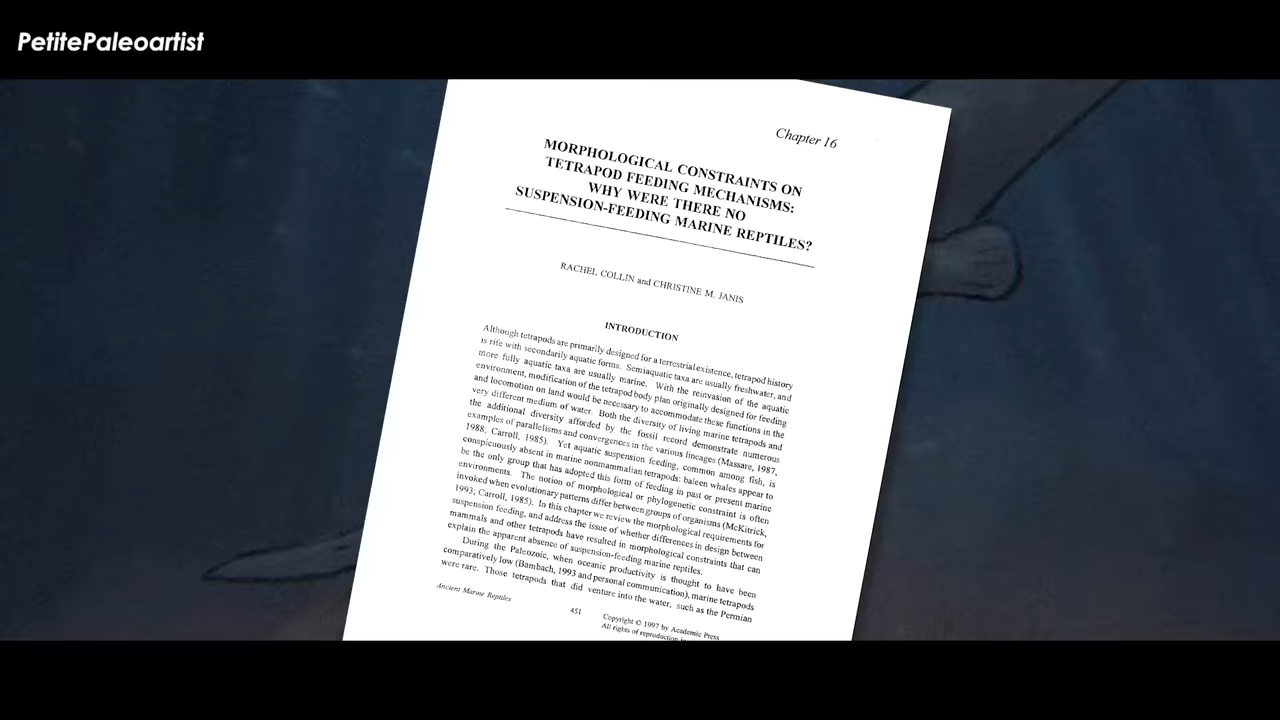 PetitePaleoartist
Chapter 16
MORPHOLOGICAL CONSTRAINTS ON
TETRAPOD FEEDING MECHANISMS:
WHY WERE THERE NO
SUSPENSION-FEEDING MARINE REPTILES?
RACHEL COLLIN and CHRISTINE M. JANIS
INTRODUCTION
Although tetrapods are primarily designed for a terrestrial existence, tetrapod history
is rife with secondarily aquatic forms. Semiaquatic taxa are usually freshwater, and
more fully aquatic taxa are usually marine. With the reinvasion of the aquatic
environment, modification of the tetrapod body plan originally designed for feeding
and locomotion on land would be necessary to accommodate these functions in the
very different medium of water. Both the diversity of living marine tetrapods and
the additional diversity afforded by the fossil record demonstrate numerous
examples of parallelisms and convergences in the various lineages (Massare, 1987,
1988; Carroll, 1985). Yet aquatic suspension feeding, common among fish, is
conspicuously absent in marine nonmammalian tetrapods: baleen whales appear to
be the only group that has adopted this form of feeding in past or present marine
environments. The notion of morphological or phylogenetic constraint is often
invoked when evolutionary patterns differ between groups of organisms (McKitrick,
1993; Carroll, 1985). In this chapter we review the morphological requirements for
suspension feeding, and address the issue of whether differences in design between
mammals and other tetrapods have resulted in morphological constraints that can
explain the apparent absence of suspension-feeding marine reptiles.
During the Paleozoic, when oceanic productivity is thought to have been
comparatively low (Bambach, 1993 and personal communication), marine tetrapods
were rare. Those tetrapods that did venture into the water, such as the Permian
Ancient Marine Reptiles
451
Copyright © 1997 by Academic Press
All rights of reproduction in